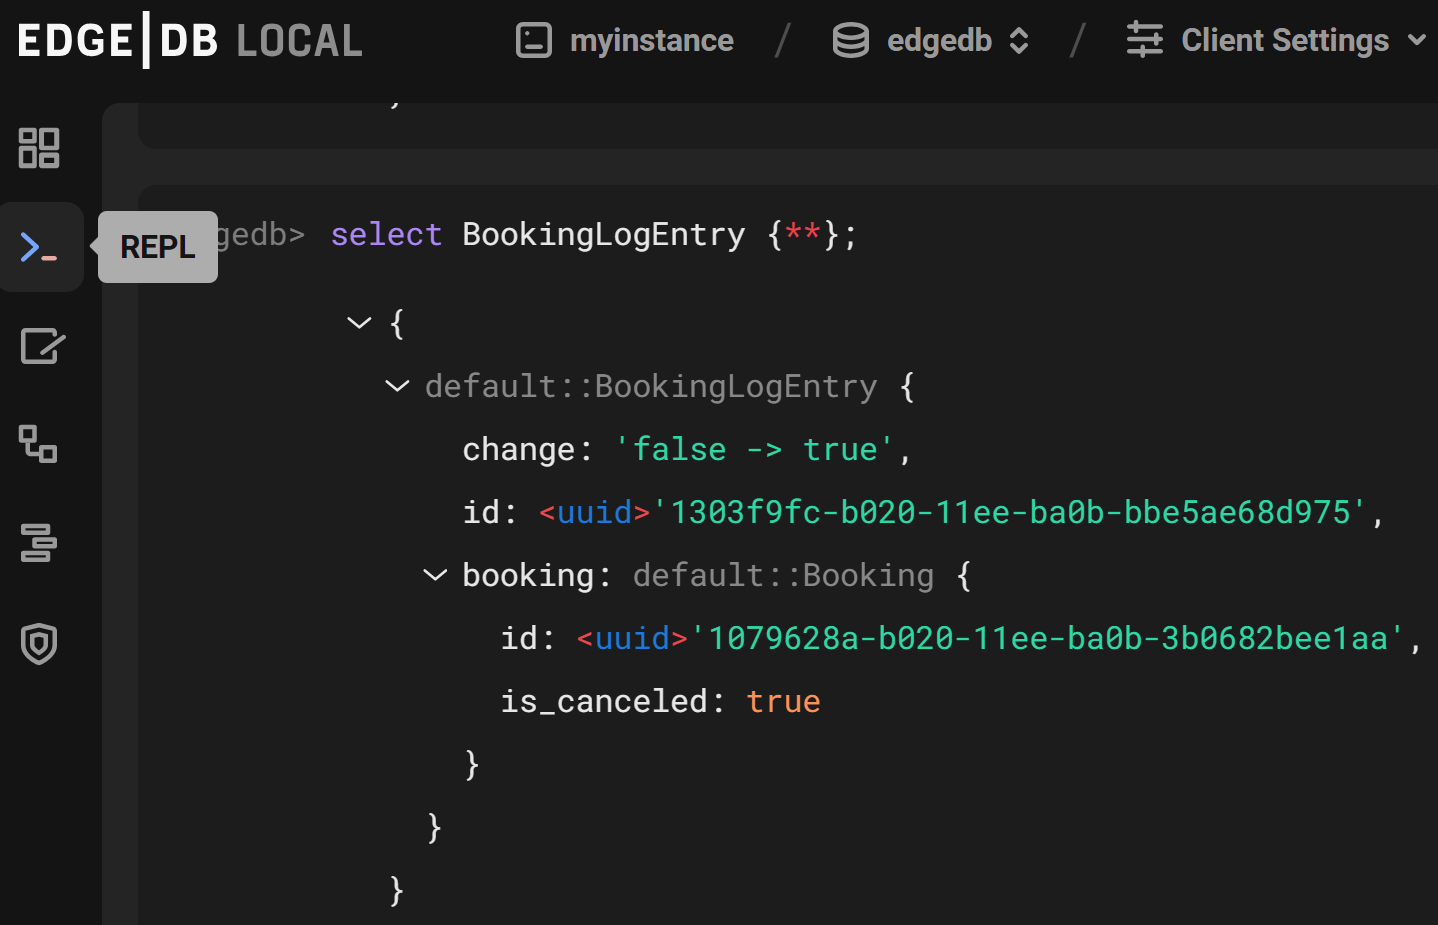 EDGE|DB LOCAL myinstance / edgedb / Client Settings
REPL
gedb> select BookingLogEntry {**};
{
default::BookingLogEntry {
change: 'false -> true',
id: <uuid>'1303f9fc-b020-11ee-ba0b-bbe5ae68d975',
booking: default::Booking {
id: <uuid>'1079628a-b020-11ee-ba0b-3b0682bee1aa',
is_canceled: true
}
}
}